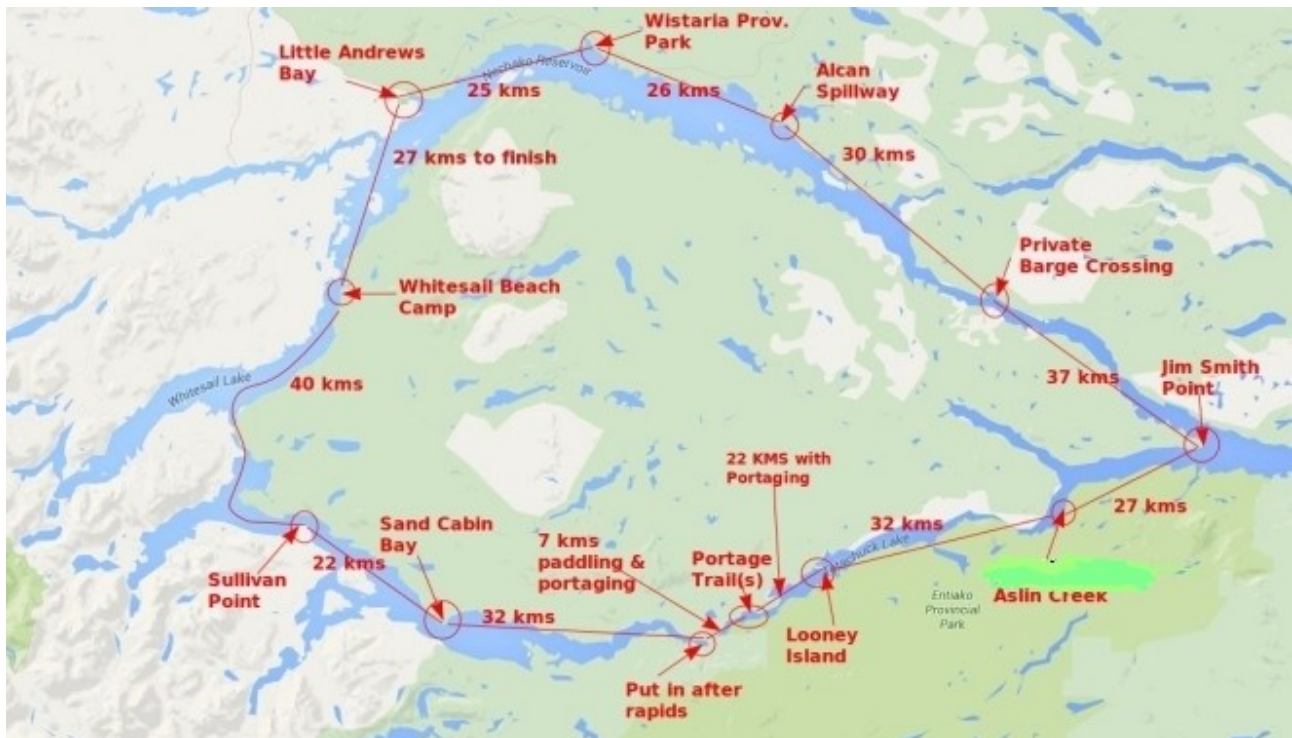 Wistaria Prov.
Park
Little Andrews
Bay
Nechako Reservoir
25 kms
26 kms
Alcan
Spillway
27 kms to finish
30 kms
Private
Barge Crossing
Whitesail Beach
Camp
Whitesail Lake
40 kms
37 kms
Jim Smith
Point
22 KMS with
Portaging
Sand Cabin
Bay
7 kms
paddling &
portaging
Portage
Trail(s)
32 kms
27 kms
Sullivan
Point
22 kms
32 kms
Lake
Looney
Island
Entiako
Provincial
Park
Aslin Creek
Put in after
rapids